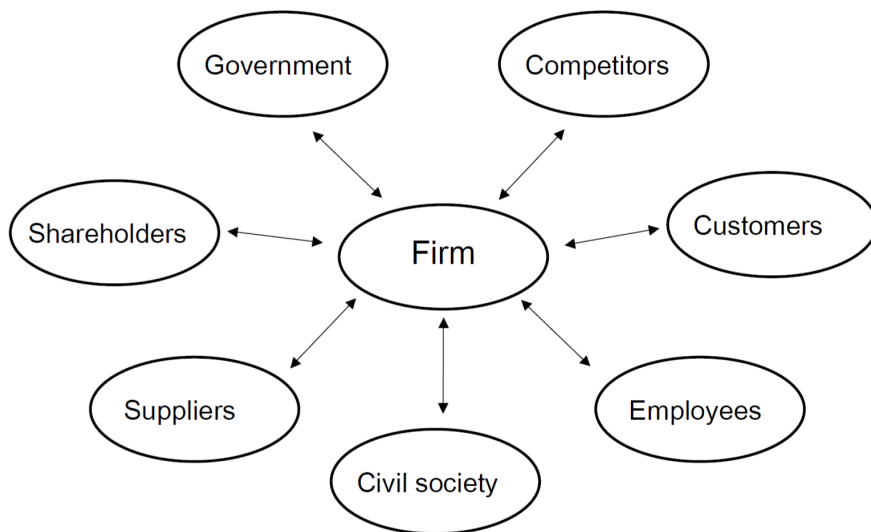 Government
Competitors
Shareholders
Firm
Customers
Suppliers
Employees
Civil society